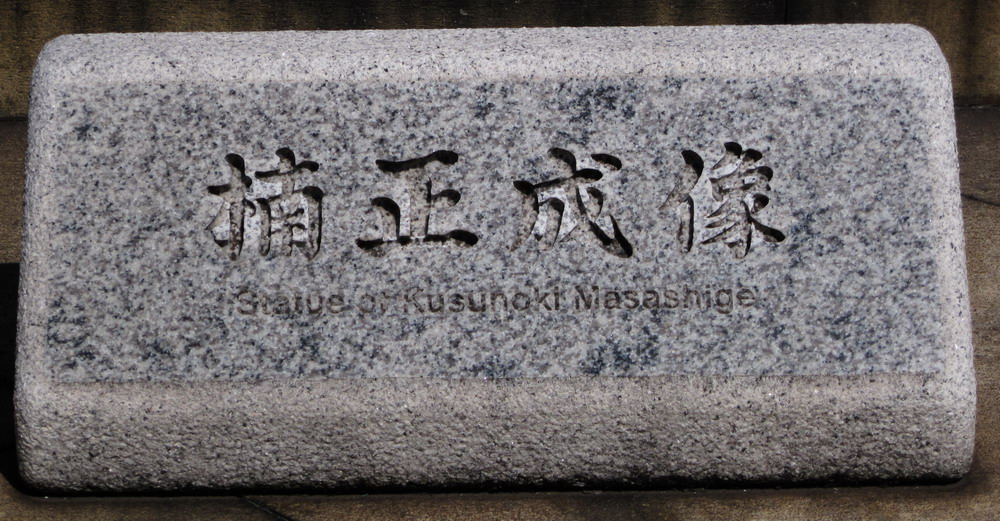 楠正成像
Statue of Kusunoki Masashige